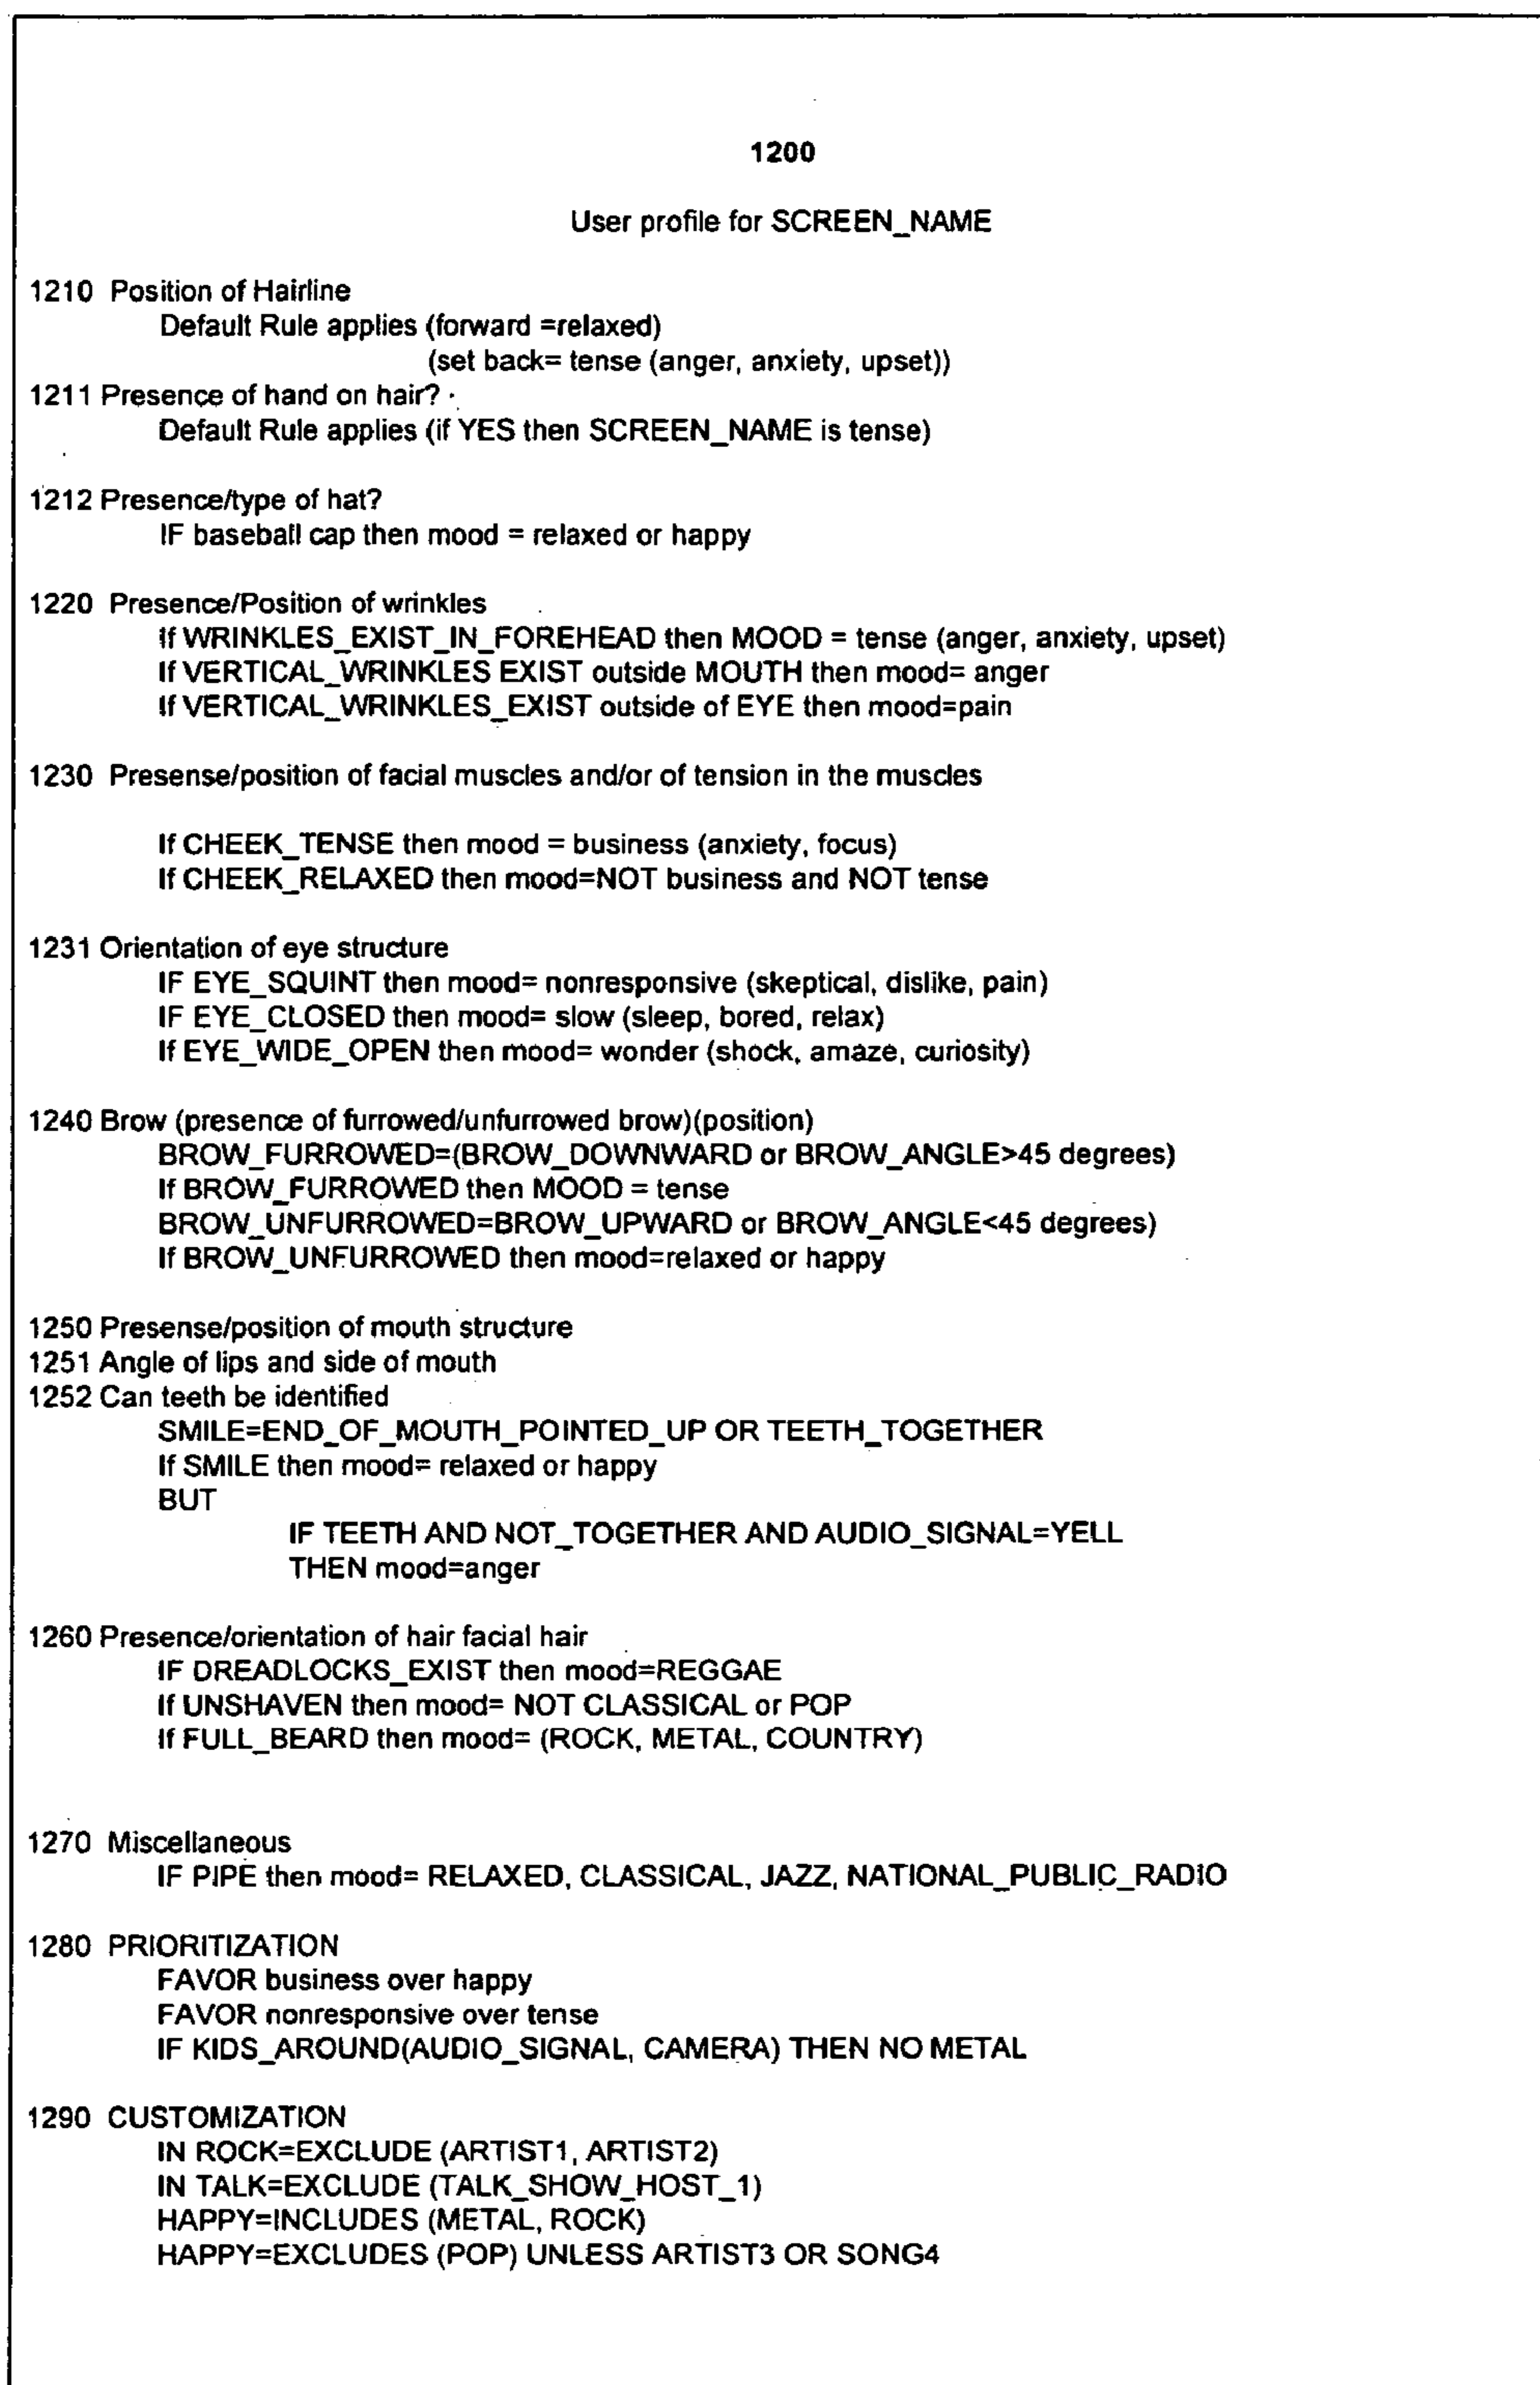 1200
User profile for SCREEN_NAME
1210 Position of Hairline
Default Rule applies (forward =relaxed)
(set back= tense (anger, anxiety, upset))
1211 Presence of hand on hair?
Default Rule applies (if YES then SCREEN_NAME is tense)
1212 Presence/type of hat?
IF baseball cap then mood = relaxed or happy
1220 Presence/Position of wrinkles
If WRINKLES_EXIST_IN_FOREHEAD then MOOD = tense (anger, anxiety, upset)
If VERTICAL_WRINKLES EXIST outside MOUTH then mood= anger
If VERTICAL_WRINKLES_EXIST outside of EYE then mood=pain
1230 Presense/position of facial muscles and/or of tension in the muscles
If CHEEK_TENSE then mood = business (anxiety, focus)
If CHEEK_RELAXED then mood=NOT business and NOT tense
1231 Orientation of eye structure
IF EYE_SQUINT then mood= nonresponsive (skeptical, dislike, pain)
IF EYE_CLOSED then mood= slow (sleep, bored, relax)
If EYE_WIDE_OPEN then mood= wonder (shock, amaze, curiosity)
1240 Brow (presence of furrowed/unfurrowed brow)(position)
BROW_FURROWED=(BROW_DOWNWARD or BROW_ANGLE>45 degrees)
If BROW_FURROWED then MOOD = tense
BROW_UNFURROWED=BROW_UPWARD or BROW_ANGLE<45 degrees)
If BROW_UNFURROWED then mood=relaxed or happy
1250 Presense/position of mouth structure
1251 Angle of lips and side of mouth
1252 Can teeth be identified
SMILE=END_OF_MOUTH_POINTED_UP OR TEETH_TOGETHER
If SMILE then mood= relaxed or happy
BUT
IF TEETH AND NOT_TOGETHER AND AUDIO_SIGNAL=YELL
THEN mood=anger
1260 Presence/orientation of hair facial hair
IF DREADLOCKS_EXIST then mood=REGGAE
If UNSHAVEN then mood= NOT CLASSICAL or POP
If FULL_BEARD then mood= (ROCK, METAL, COUNTRY)
1270 Miscellaneous
IF PIPE then mood= RELAXED, CLASSICAL, JAZZ, NATIONAL_PUBLIC_RADIO
1280 PRIORITIZATION
FAVOR business over happy
FAVOR nonresponsive over tense
IF KIDS_AROUND(AUDIO_SIGNAL, CAMERA) THEN NO METAL
1290 CUSTOMIZATION
IN ROCK=EXCLUDE (ARTIST1, ARTIST2)
IN TALK=EXCLUDE (TALK_SHOW_HOST_1)
HAPPY=INCLUDES (METAL, ROCK)
HAPPY=EXCLUDES (POP) UNLESS ARTIST3 OR SONG4